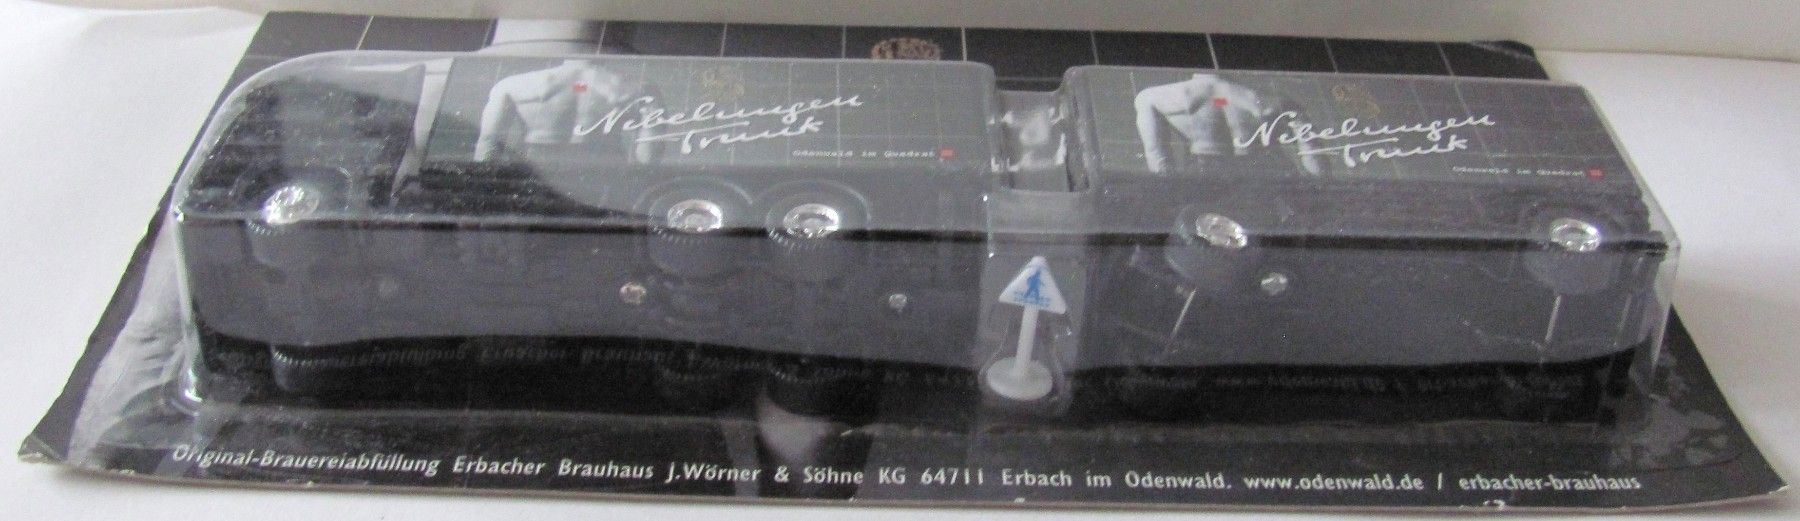 Nibelungen
Trunk
Odenwald im Quadrat
Nibelungen
Trunk
Odenwald im Quadrat
Original-Brauereiabfüllung Erbacher Brauhaus J.Wörner & Söhne KG 64711 Erbach im Odenwald. www.odenwald.de / erbacher-brauhaus